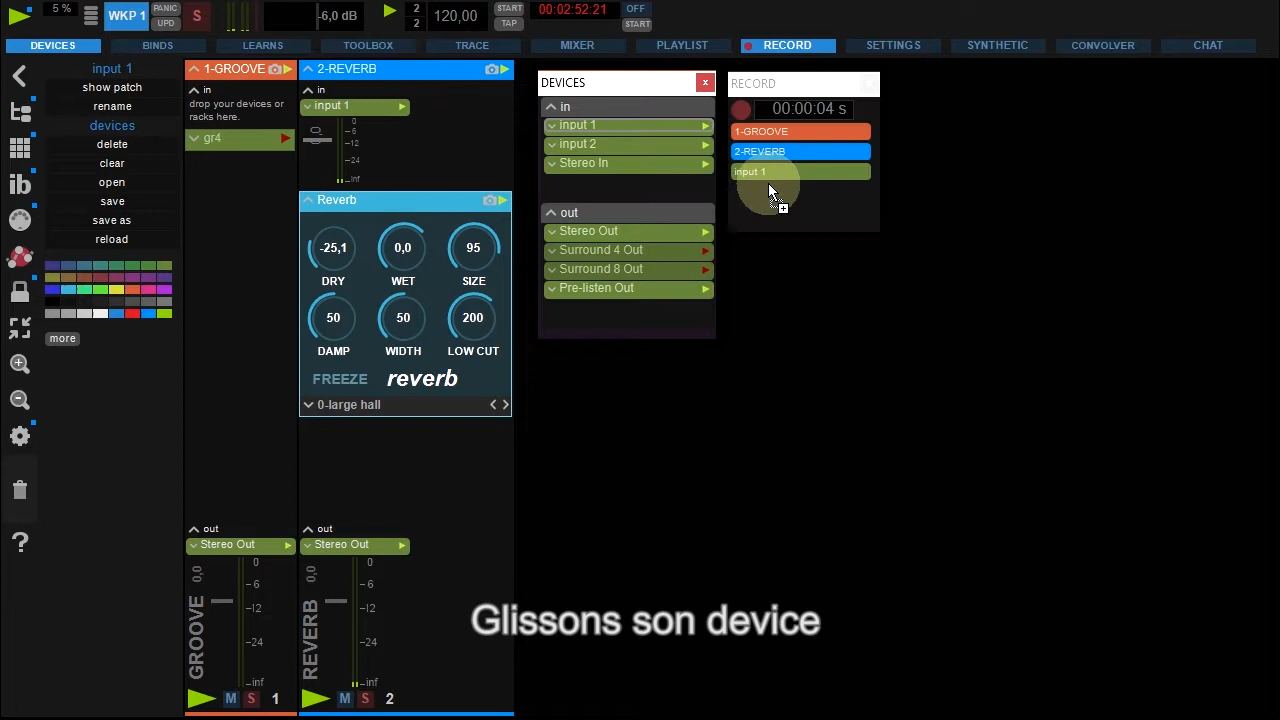 5 %
WKP 1
PANIC
UPD
S
-6,0 dB
2
2
120,00
START
TAP
00:02:52:21
OFF
START
DEVICES
BINDS
LEARNS
TOOLBOX
TRACE
MIXER
PLAYLIST
RECORD
SETTINGS
SYNTHETIC
CONVOLVER
CHAT
input 1
show patch
rename
devices
delete
clear
open
save
save as
reload
more
ib
?
1-GROOVE
in
drop your devices or
racks here.
gr4
out
Stereo Out
0
-6
-12
-24
-inf
0,0
GROOVE
M
S
1
2-REVERB
in
input 1
0
-6
-12
-24
-inf
Reverb
-25,1
0,0
95
DRY
WET
SIZE
50
50
200
DAMP
WIDTH
LOW CUT
FREEZE
reverb
0-large hall
out
Stereo Out
0
-6
-12
-24
-inf
0,0
REVERB
M
S
2
DEVICES
x
in
input 1
input 2
Stereo In
out
Stereo Out
Surround 4 Out
Surround 8 Out
Pre-listen Out
RECORD
00:00:04 s
1-GROOVE
2-REVERB
input 1
Glissons son device